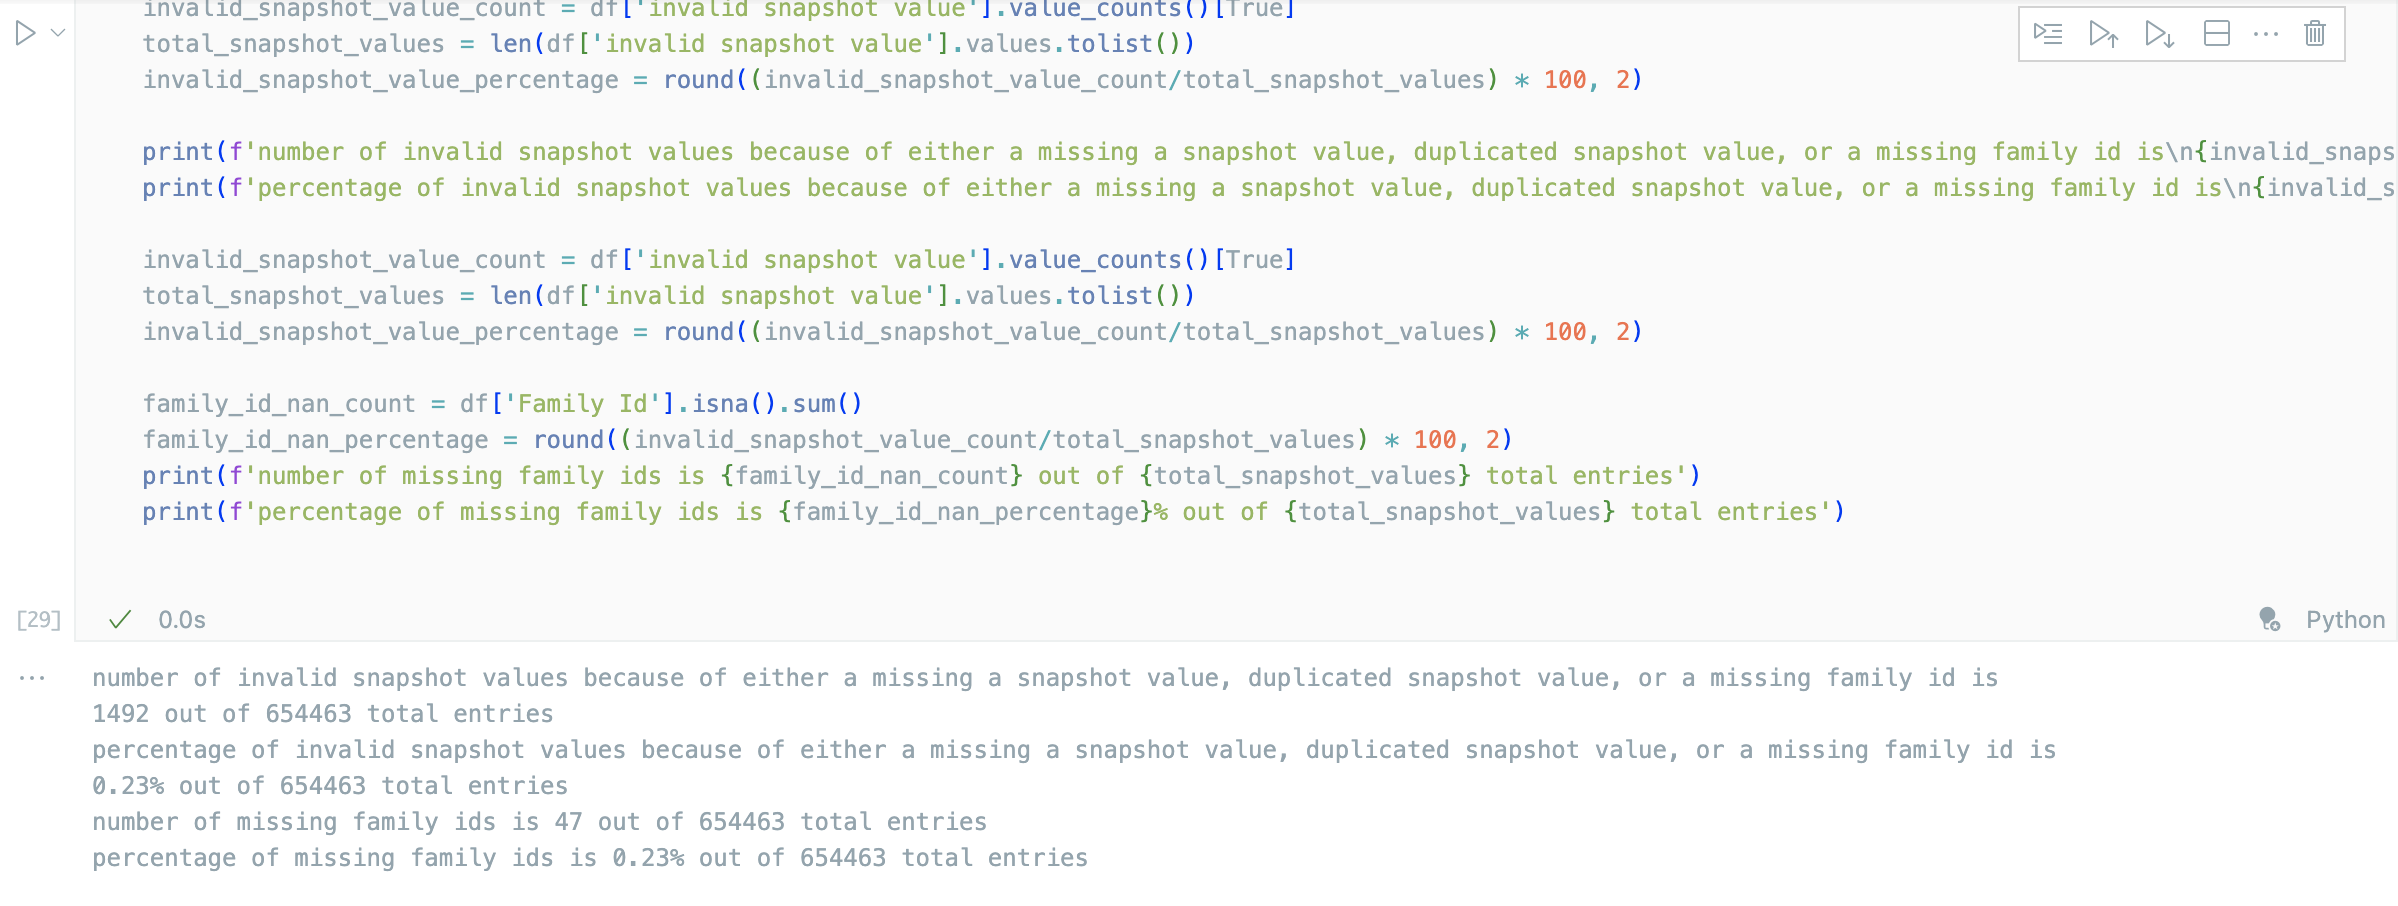 invalid_snapshot_value_count = df['invalid snapshot value'].value_counts()[True]
total_snapshot_values = len(df['invalid snapshot value'].values.tolist())
invalid_snapshot_value_percentage = round((invalid_snapshot_value_count/total_snapshot_values) * 100, 2)
print(f'number of invalid snapshot values because of either a missing a snapshot value, duplicated snapshot value, or a missing family id is\n{invalid_snaps
print(f'percentage of invalid snapshot values because of either a missing a snapshot value, duplicated snapshot value, or a missing family id is\n{invalid_s
invalid_snapshot_value_count = df['invalid snapshot value'].value_counts()[True]
total_snapshot_values = len(df['invalid snapshot value'].values.tolist())
invalid_snapshot_value_percentage = round((invalid_snapshot_value_count/total_snapshot_values) * 100, 2)
family_id_nan_count = df['Family Id'].isna().sum()
family_id_nan_percentage = round((invalid_snapshot_value_count/total_snapshot_values) * 100, 2)
print(f'number of missing family ids is {family_id_nan_count} out of {total_snapshot_values} total entries')
print(f'percentage of missing family ids is {family_id_nan_percentage}% out of {total_snapshot_values} total entries')
[29] 0.0s Python
number of invalid snapshot values because of either a missing a snapshot value, duplicated snapshot value, or a missing family id is
1492 out of 654463 total entries
percentage of invalid snapshot values because of either a missing a snapshot value, duplicated snapshot value, or a missing family id is
0.23% out of 654463 total entries
number of missing family ids is 47 out of 654463 total entries
percentage of missing family ids is 0.23% out of 654463 total entries